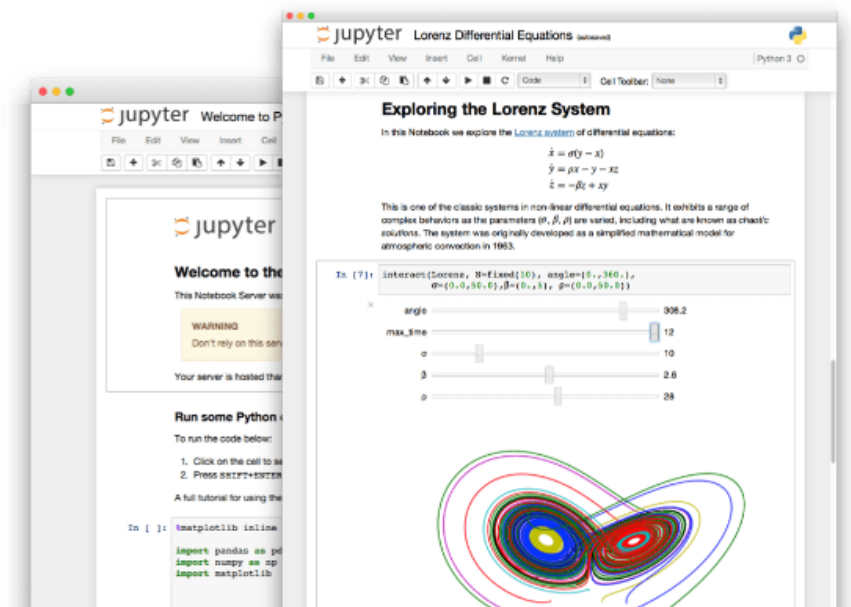 jupyter Lorenz Differential Equations (autosaved)
File Edit View Insert Cell Kernel Help Python 3
Code Cell Toolbar: None
Exploring the Lorenz System
In this Notebook we explore the Lorenz system of differential equations:
ẋ = σ(y − x)
ẏ = ρx − y − xz
ż = −βz + xy
This is one of the classic systems in non-linear differential equations. It exhibits a range of
complex behaviors as the parameters (σ, β, ρ) are varied, including what are known as chaotic
solutions. The system was originally developed as a simplified mathematical model for
atmospheric convection in 1963.
In [7]: interact(Lorenz, N=fixed(10), angle=(0.,360.),
σ=(0.0,50.0),β=(0.,5), ρ=(0.0,50.0))
angle 308.2
max_time 12
σ 10
β 2.6
ρ 28
jupyter Welcome to P
File Edit View Insert Cell
jupyter
Welcome to the
This Notebook Server was
WARNING
Don't rely on this serv
Your server is hosted than
Run some Python
To run the code below:
1. Click on the cell to se
2. Press SHIFT+ENTER
A full tutorial for using the
In [ ]: %matplotlib inline
import pandas as pd
import numpy as np
import matplotlib